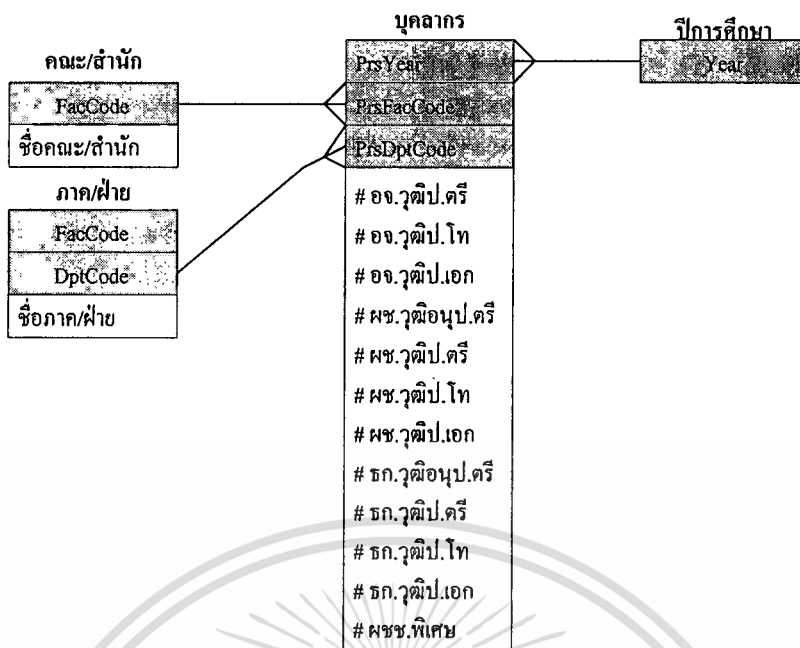 คณะ/สำนัก
FacCode
ชื่อคณะ/สำนัก
ภาค/ฝ่าย
FacCode
DptCode
ชื่อภาค/ฝ่าย
บุคลากร
PrsYear
PrsFacCode
PrsDptCode
# อจ.วุฒิป.ตรี
# อจ.วุฒิป.โท
# อจ.วุฒิป.เอก
# ผช.วุฒิอนุป.ตรี
# ผช.วุฒิป.ตรี
# ผช.วุฒิป.โท
# ผช.วุฒิป.เอก
# ธก.วุฒิอนุป.ตรี
# ธก.วุฒิป.ตรี
# ธก.วุฒิป.โท
# ธก.วุฒิป.เอก
# ผชช.พิเศษ
ปีการศึกษา
Year